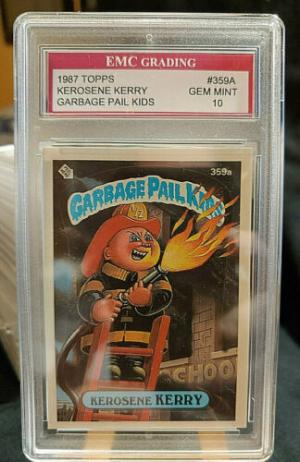 EMC GRADING
1987 TOPPS #359A
KEROSENE KERRY GEM MINT
GARBAGE PAIL KIDS 10
359a
GARBAGE PAIL KIDS
SCHOO
KEROSENE KERRY